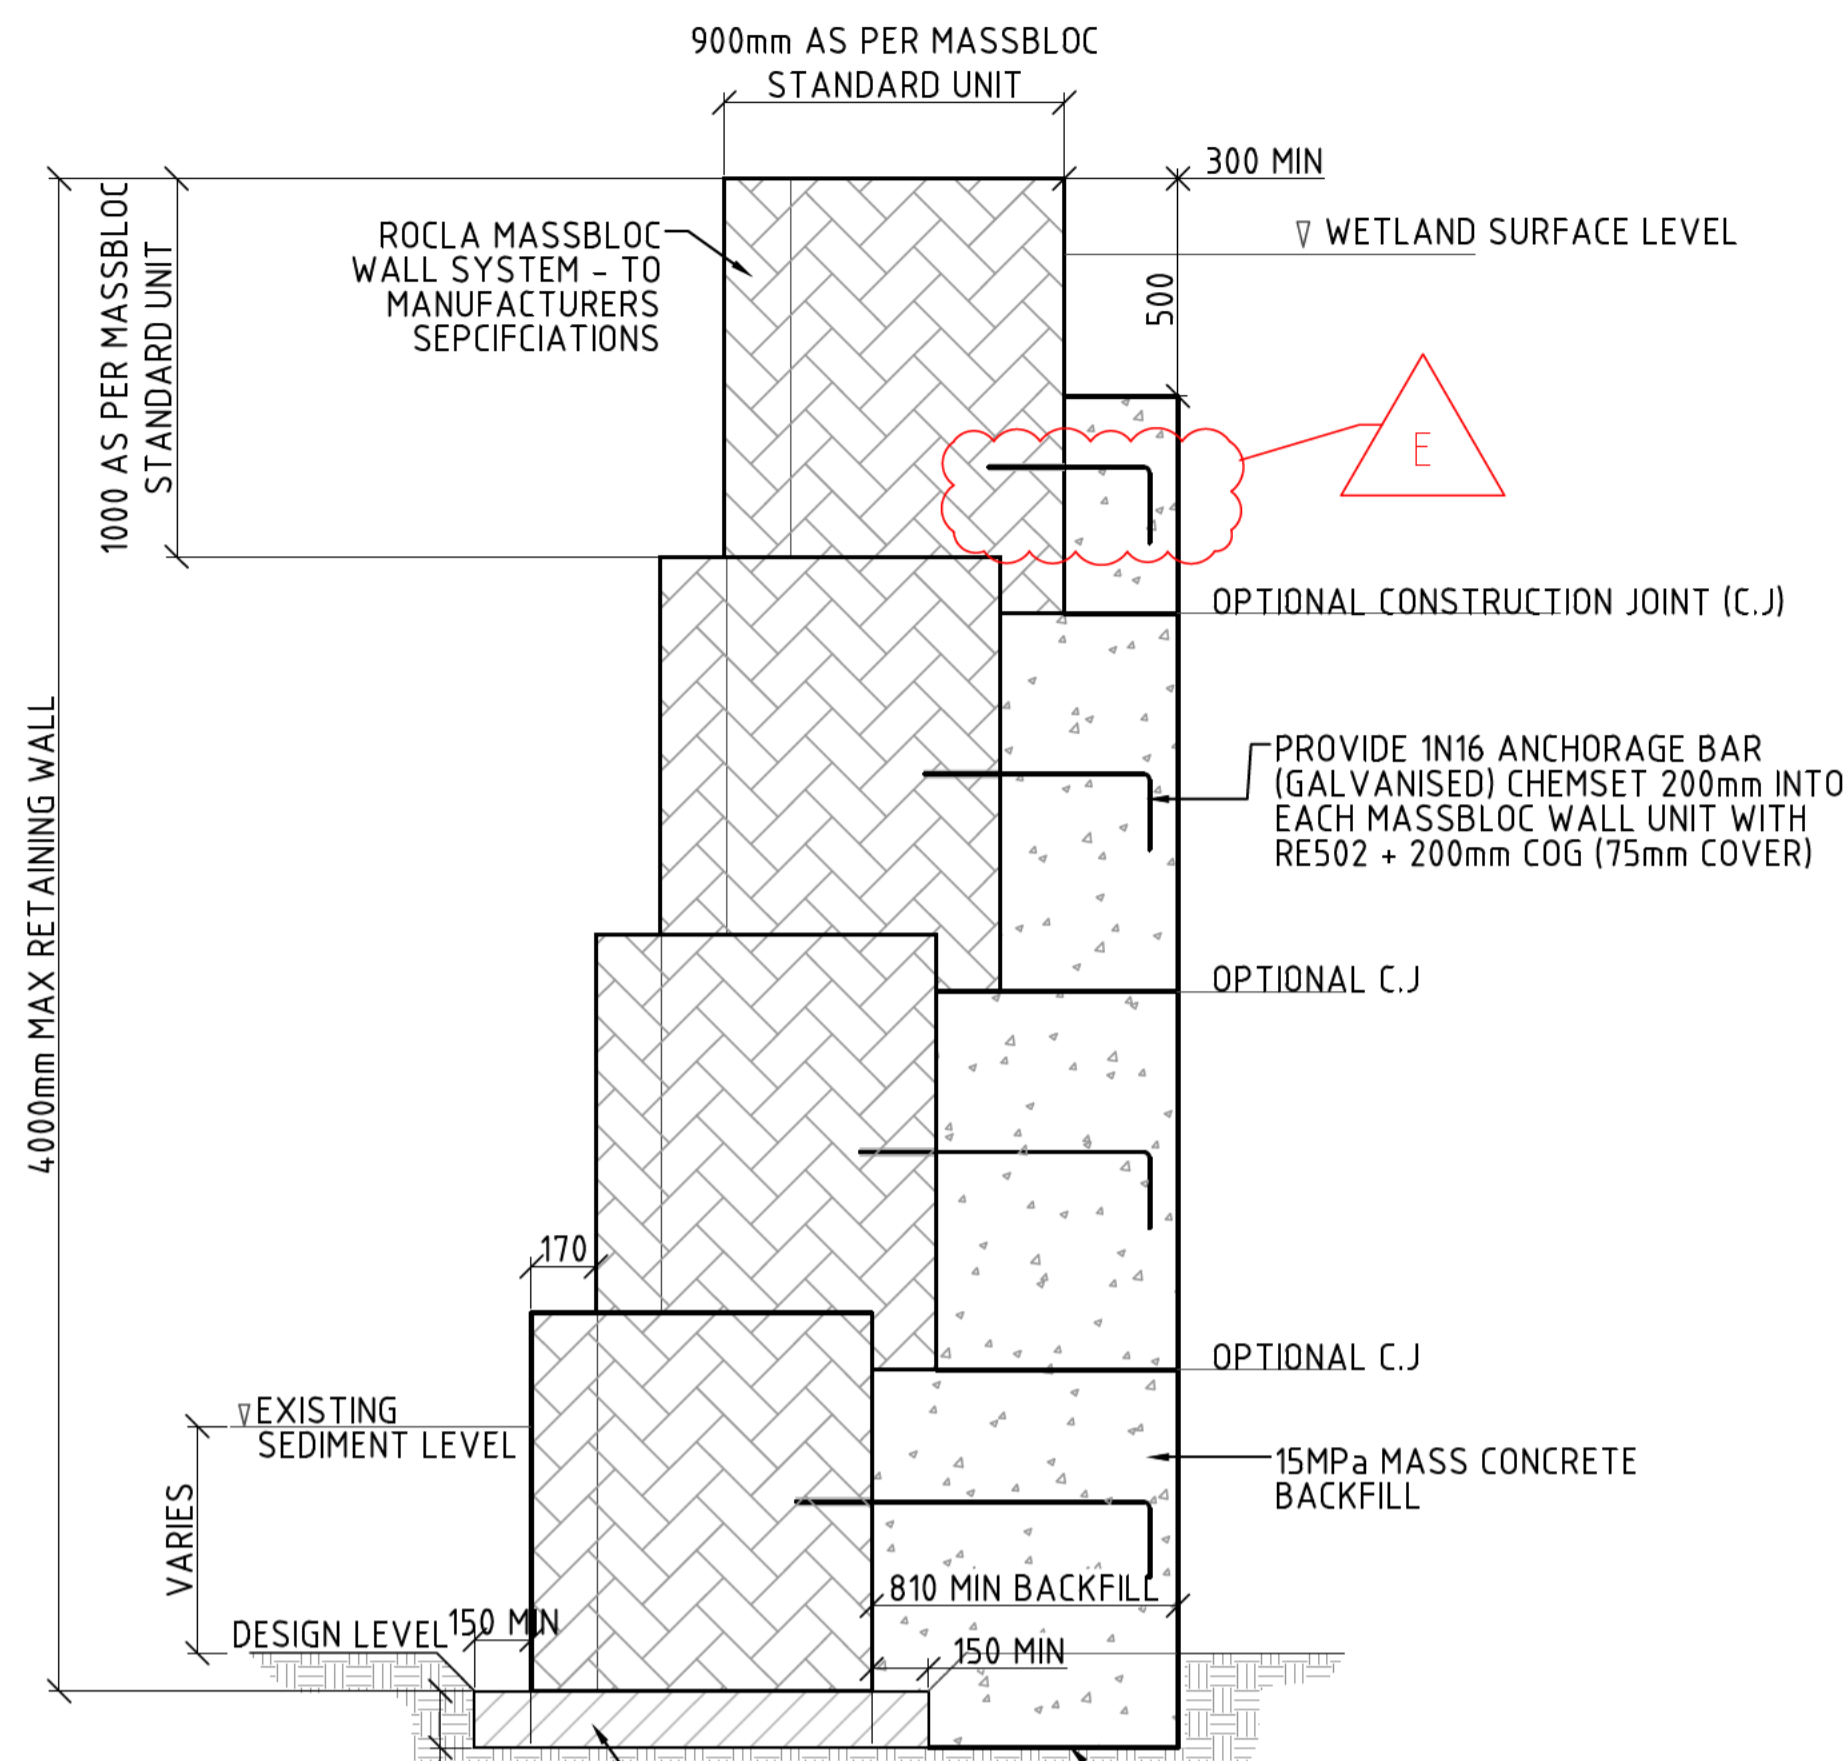 900mm AS PER MASSBLOC
STANDARD UNIT
300 MIN
1000 AS PER MASSBLOC
STANDARD UNIT
ROCLA MASSBLOC
WALL SYSTEM - TO
MANUFACTURERS
SEPCIFCIATIONS
WETLAND SURFACE LEVEL
500
E
OPTIONAL CONSTRUCTION JOINT (C.J)
4000mm MAX RETAINING WALL
PROVIDE 1N16 ANCHORAGE BAR
(GALVANISED) CHEMSET 200mm INTO
EACH MASSBLOC WALL UNIT WITH
RE502 + 200mm COG (75mm COVER)
OPTIONAL C.J
170
OPTIONAL C.J
EXISTING
SEDIMENT LEVEL
15MPa MASS CONCRETE
BACKFILL
VARIES
810 MIN BACKFILL
DESIGN LEVEL
150 MIN
150 MIN